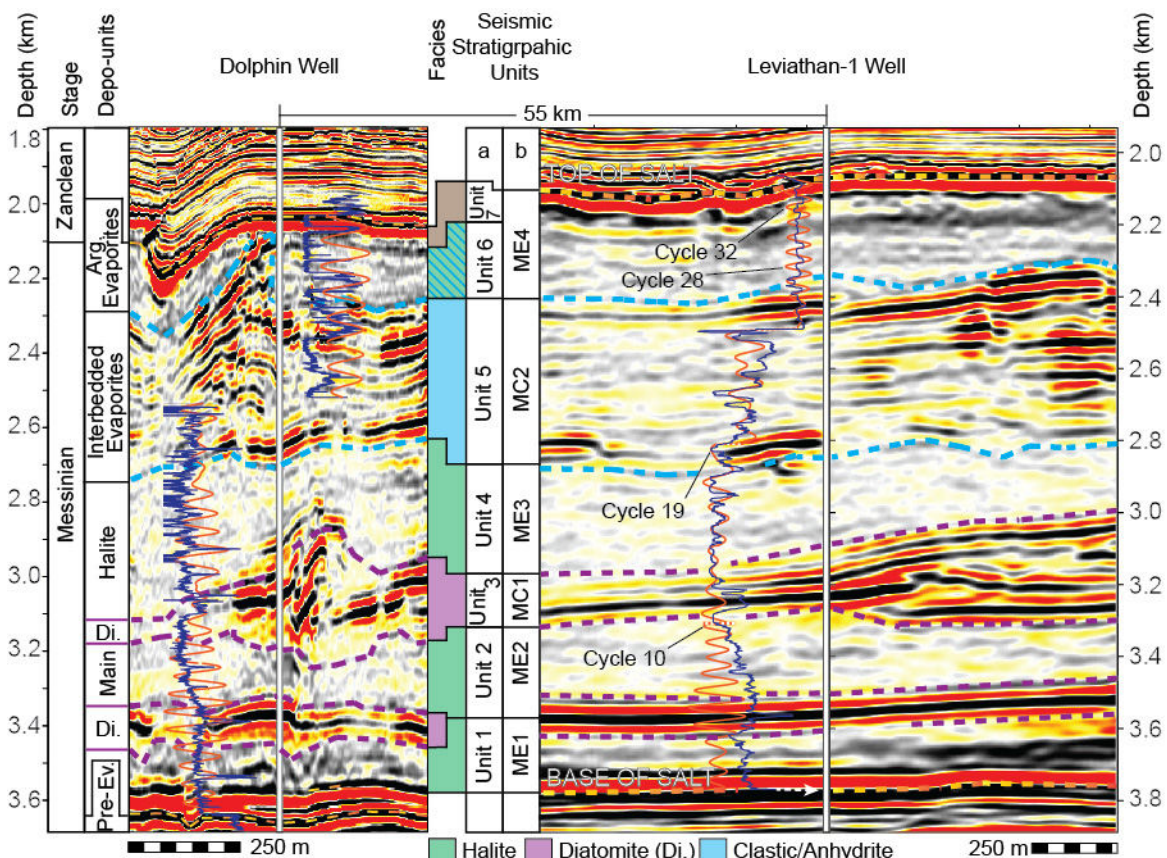 Depth (km)
Stage
Depo-units
Dolphin Well
Facies
Seismic
Stratigrpahic
Units
Leviathan-1 Well
Depth (km)
55 km
a
b
1.8
2.0
2.2
2.4
2.6
2.8
3.0
3.2
3.4
3.6
Zanclean
Messinian
Arg.
Evaporites
Interbedded
Evaporites
Halite
Di.
Main
Di.
Pre-Ev.
Unit 7
Unit 6
Unit 5
Unit 4
Unit 3
Unit 2
Unit 1
ME4
MC2
ME3
MC1
ME2
ME1
TOP OF SALT
Cycle 32
Cycle 28
Cycle 19
Cycle 10
BASE OF SALT
2.0
2.2
2.4
2.6
2.8
3.0
3.2
3.4
3.6
3.8
250 m
Halite
Diatomite (Di.)
Clastic/Anhydrite
250 m